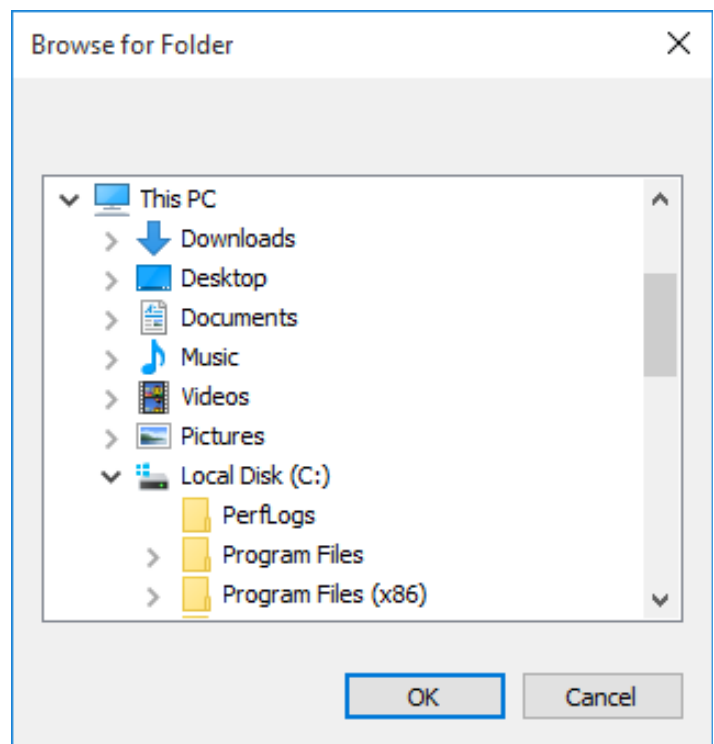 Browse for Folder
This PC
Downloads
Desktop
Documents
Music
Videos
Pictures
Local Disk (C:)
PerfLogs
Program Files
Program Files (x86)
OK Cancel